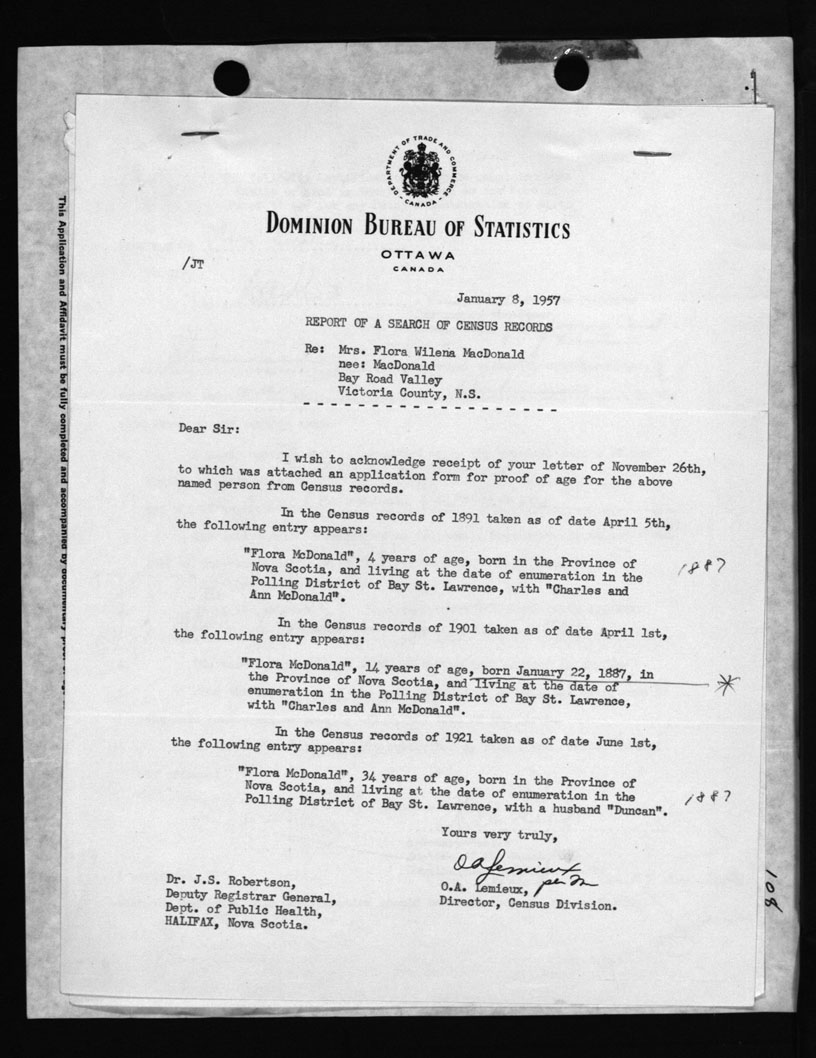 DEPARTMENT OF TRADE AND COMMERCE
- CANADA -
DOMINION BUREAU OF STATISTICS
OTTAWA
CANADA
/JT
January 8, 1957
REPORT OF A SEARCH OF CENSUS RECORDS
Re: Mrs. Flora Wilena MacDonald
nee: MacDonald
Bay Road Valley
Victoria County, N.S.
- - - - - - - - - - - - - - - - - - - -
Dear Sir:
I wish to acknowledge receipt of your letter of November 26th,
to which was attached an application form for proof of age for the above
named person from Census records.
In the Census records of 1891 taken as of date April 5th,
the following entry appears:
"Flora McDonald", 4 years of age, born in the Province of
Nova Scotia, and living at the date of enumeration in the
Polling District of Bay St. Lawrence, with "Charles and
Ann McDonald".
1887
In the Census records of 1901 taken as of date April 1st,
the following entry appears:
"Flora McDonald", 14 years of age, born January 22, 1887, in
the Province of Nova Scotia, and living at the date of
enumeration in the Polling District of Bay St. Lawrence,
with "Charles and Ann McDonald".
In the Census records of 1921 taken as of date June 1st,
the following entry appears:
"Flora McDonald", 34 years of age, born in the Province of
Nova Scotia, and living at the date of enumeration in the
Polling District of Bay St. Lawrence, with a husband "Duncan".
1887
Yours very truly,
OA Lemieux
O.A. Lemieux, per
Director, Census Division.
Dr. J.S. Robertson,
Deputy Registrar General,
Dept. of Public Health,
HALIFAX, Nova Scotia.
This Application and Affidavit must be fully completed and accompanied by documentary
108